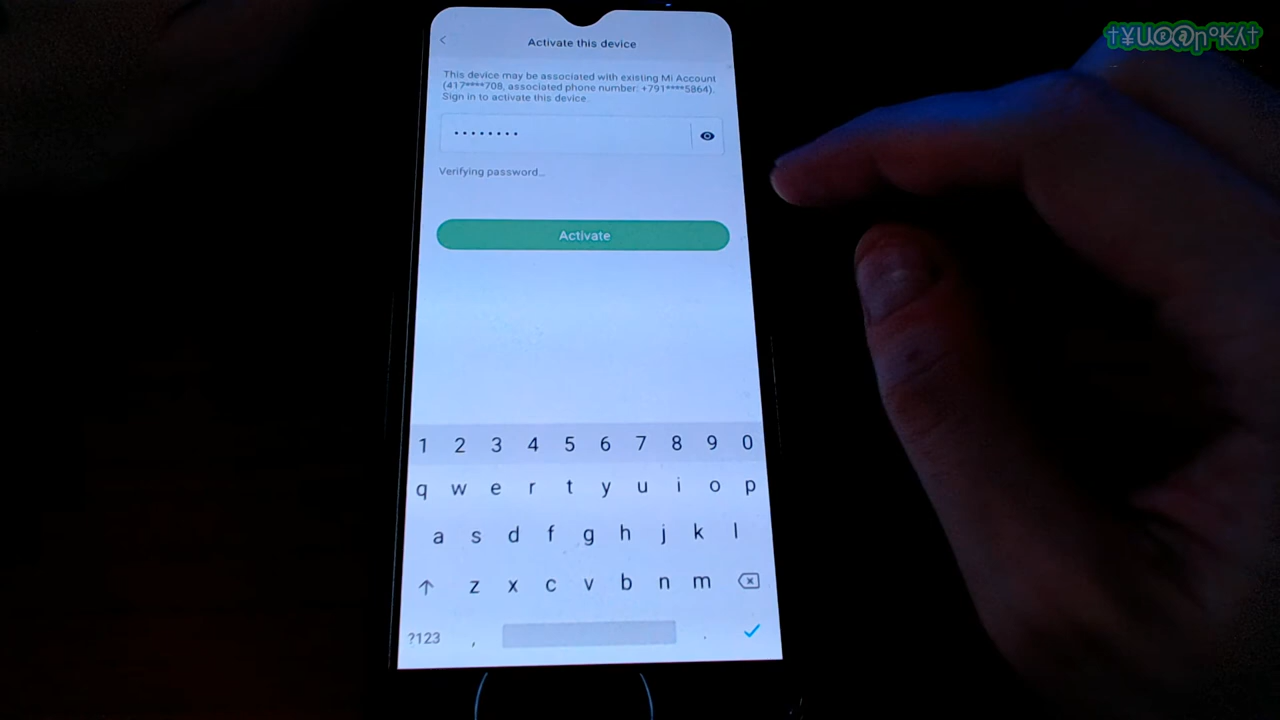 †¥U®@ηºҜɅ†
Activate this device
This device may be associated with existing Mi Account
(417****708, associated phone number: +791****5864).
Sign in to activate this device.
••••••••
Verifying password...
Activate
1 2 3 4 5 6 7 8 9 0
q w e r t y u i o p
a s d f g h j k l
z x c v b n m
?123 , .